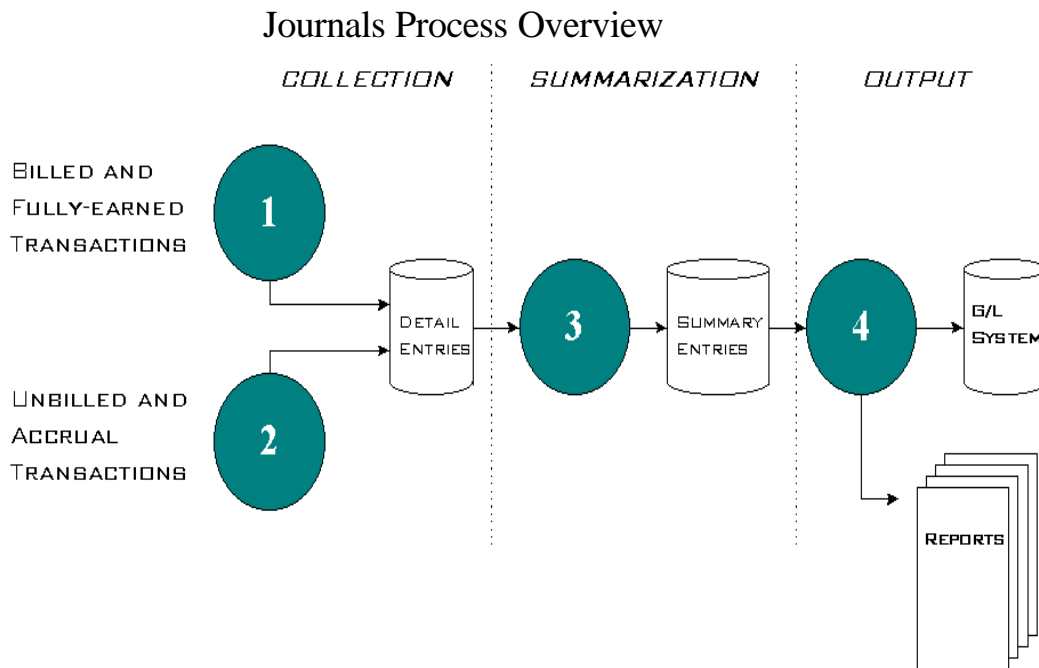 Journals Process Overview
COLLECTION
SUMMARIZATION
OUTPUT
BILLED AND
FULLY-EARNED
TRANSACTIONS
1
DETAIL
ENTRIES
3
SUMMARY
ENTRIES
4
G/L
SYSTEM
UNBILLED AND
ACCRUAL
TRANSACTIONS
2
REPORTS